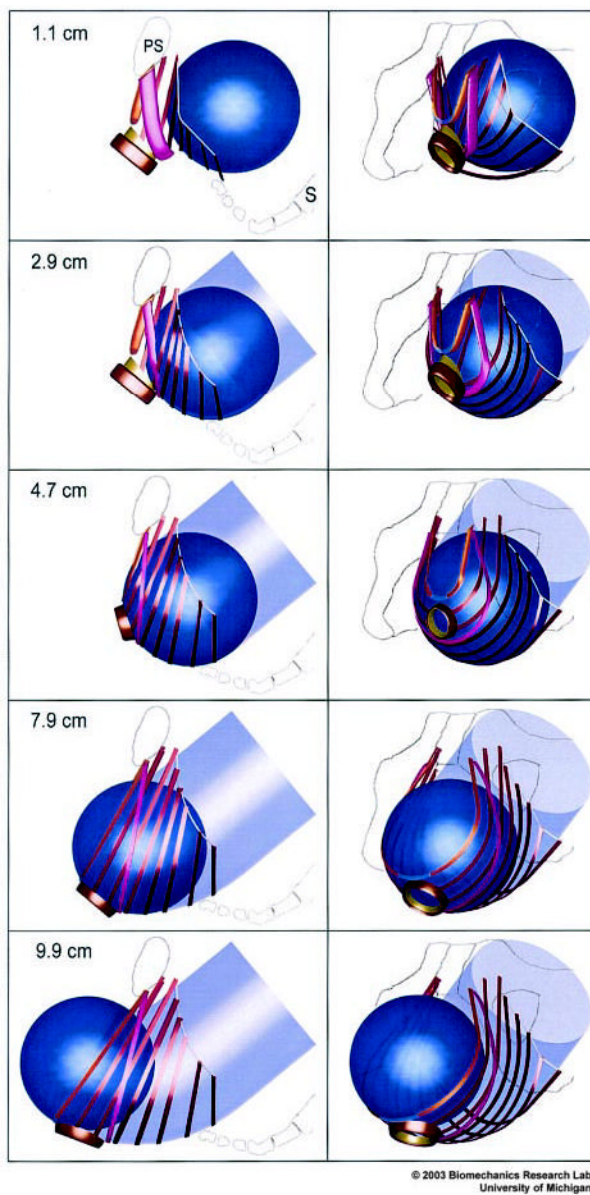 1.1 cm
PS
S
2.9 cm
4.7 cm
7.9 cm
9.9 cm
© 2003 Biomechanics Research Lab
University of Michigan